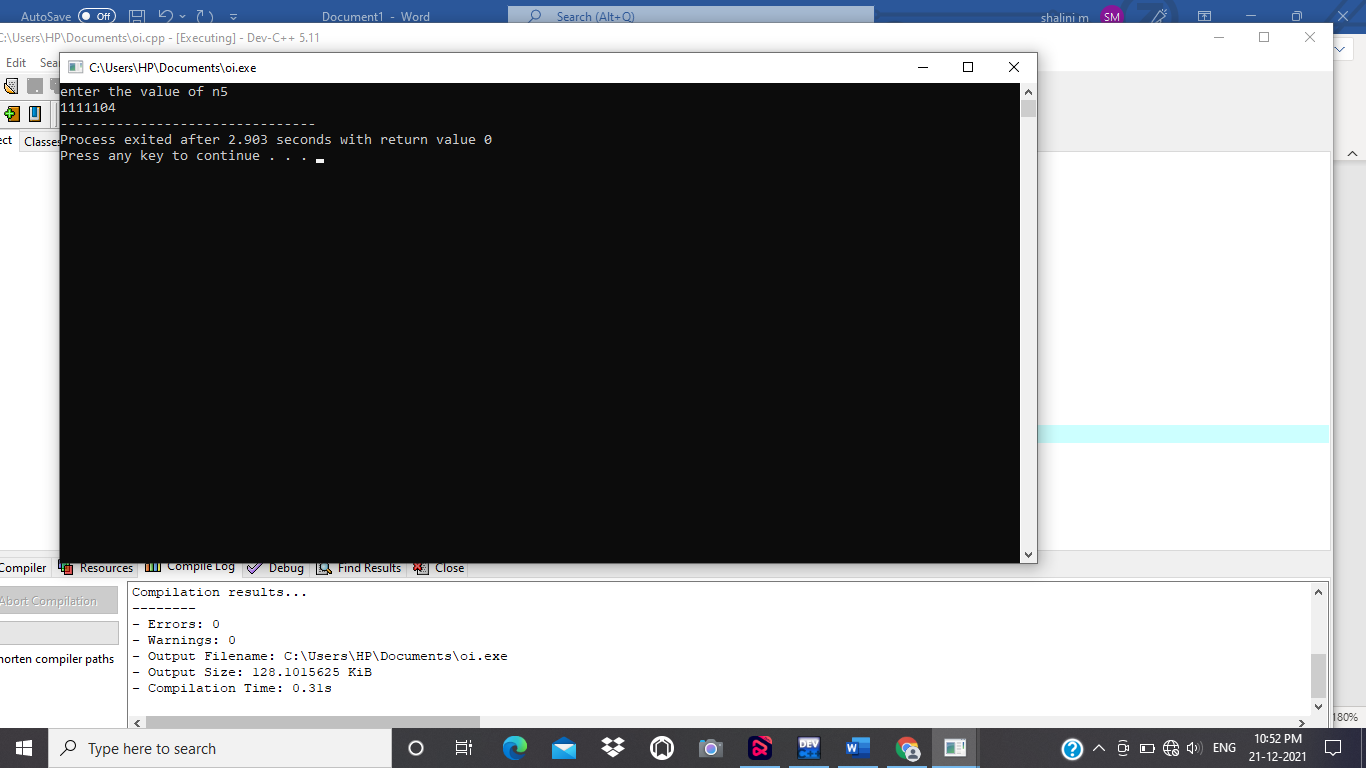 AutoSave Off Document1 - Word Search (Alt+Q) shalini m SM
C:\Users\HP\Documents\oi.cpp - [Executing] - Dev-C++ 5.11
Edit
C:\Users\HP\Documents\oi.exe
enter the value of n5
1111104
--------------------------------
Process exited after 2.903 seconds with return value 0
Press any key to continue . . .
Classes
Compiler Resources Compile Log Debug Find Results Close
Abort Compilation
Compilation results...
--------
- Errors: 0
- Warnings: 0
- Output Filename: C:\Users\HP\Documents\oi.exe
- Output Size: 128.1015625 KiB
- Compilation Time: 0.31s
compiler paths
180%
Type here to search
DEV
ENG
10:52 PM
21-12-2021